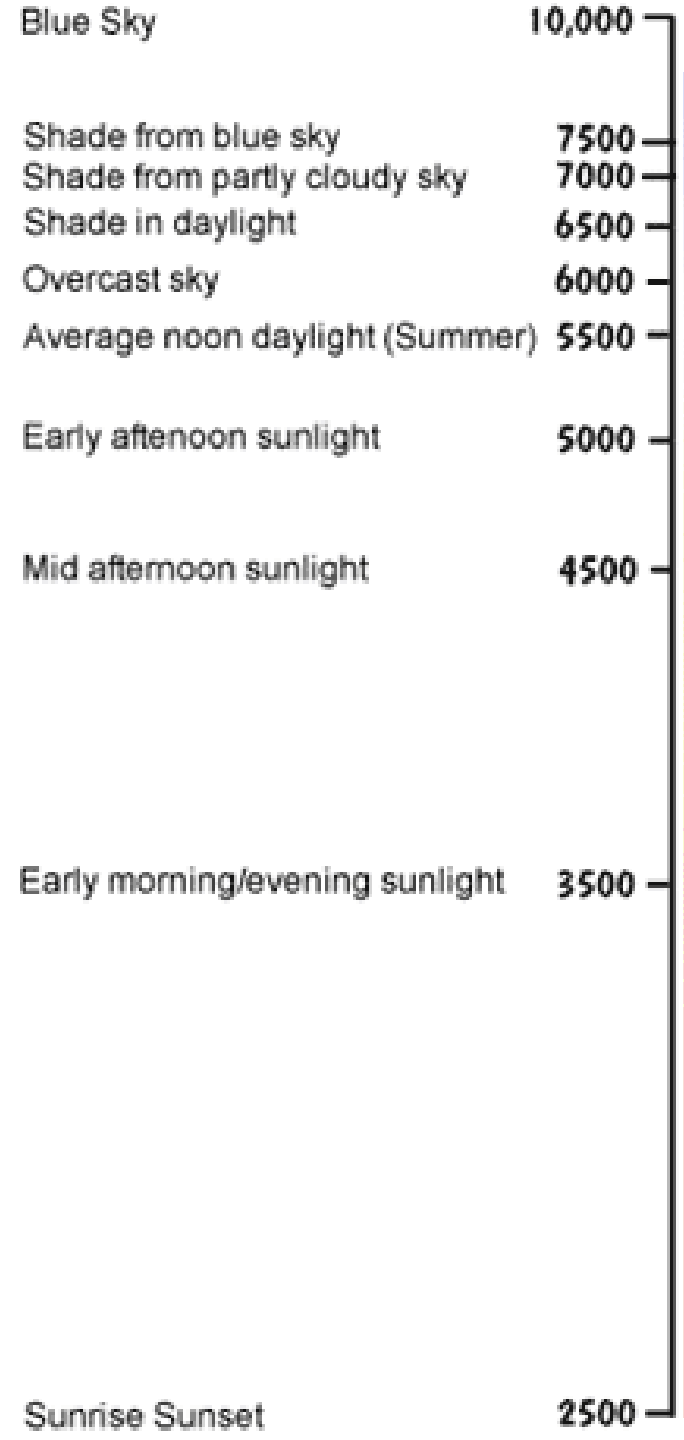 Blue Sky 10,000
Shade from blue sky 7500
Shade from partly cloudy sky 7000
Shade in daylight 6500
Overcast sky 6000
Average noon daylight (Summer) 5500
Early aftenoon sunlight 5000
Mid afternoon sunlight 4500
Early morning/evening sunlight 3500
Sunrise Sunset 2500